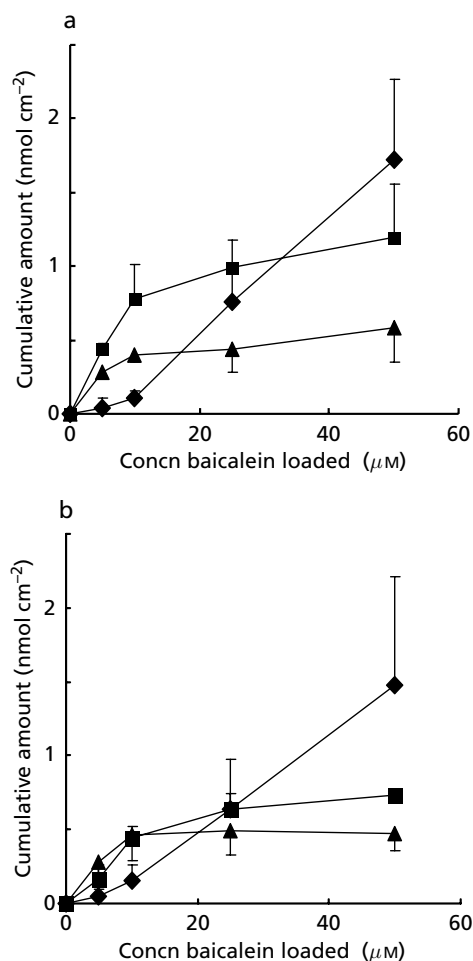 a
Cumulative amount (nmol cm⁻²)
2
1
0
0 20 40 60
Concn baicalein loaded (μM)
b
Cumulative amount (nmol cm⁻²)
2
1
0
0 20 40 60
Concn baicalein loaded (μM)